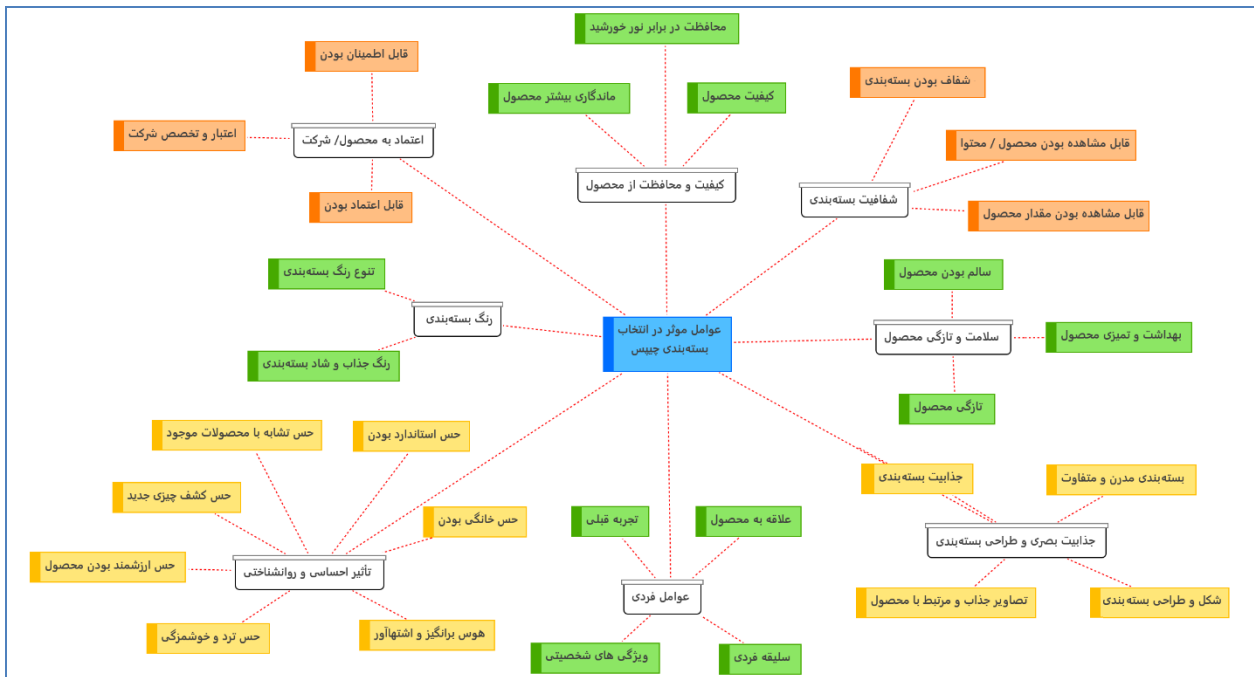 محافظت در برابر نور خورشید
قابل اطمینان بودن
شفاف بودن بسته‌بندی
ماندگاری بیشتر محصول
کیفیت محصول
اعتبار و تخصص شرکت
اعتماد به محصول/ شرکت
قابل مشاهده بودن محصول / محتوا
کیفیت و محافظت از محصول
شفافیت بسته‌بندی
قابل اعتماد بودن
قابل مشاهده بودن مقدار محصول
تنوع رنگ بسته‌بندی
سالم بودن محصول
رنگ بسته‌بندی
عوامل موثر در انتخاب
بسته‌بندی چیپس
سلامت و تازگی محصول
بهداشت و تمیزی محصول
رنگ جذاب و شاد بسته‌بندی
تازگی محصول
حس تشابه با محصولات موجود
حس استاندارد بودن
جذابیت بسته‌بندی
بسته‌بندی مدرن و متفاوت
حس کشف چیزی جدید
حس خانگی بودن
تجربه قبلی
علاقه به محصول
جذابیت بصری و طراحی بسته‌بندی
حس ارزشمند بودن محصول
تأثیر احساسی و روانشناختی
عوامل فردی
تصاویر جذاب و مرتبط با محصول
شکل و طراحی بسته‌بندی
حس ترد و خوشمزگی
هوس برانگیز و اشتهاآور
ویژگی های شخصیتی
سلیقه فردی